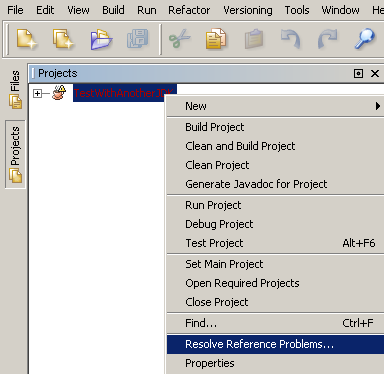 File Edit View Build Run Refactor Versioning Tools Window He
Projects
Files
Projects
New
Build Project
Clean and Build Project
Clean Project
Generate Javadoc for Project
Run Project
Debug Project
Test Project Alt+F6
Set Main Project
Open Required Projects
Close Project
Find... Ctrl+F
Resolve Reference Problems...
Properties